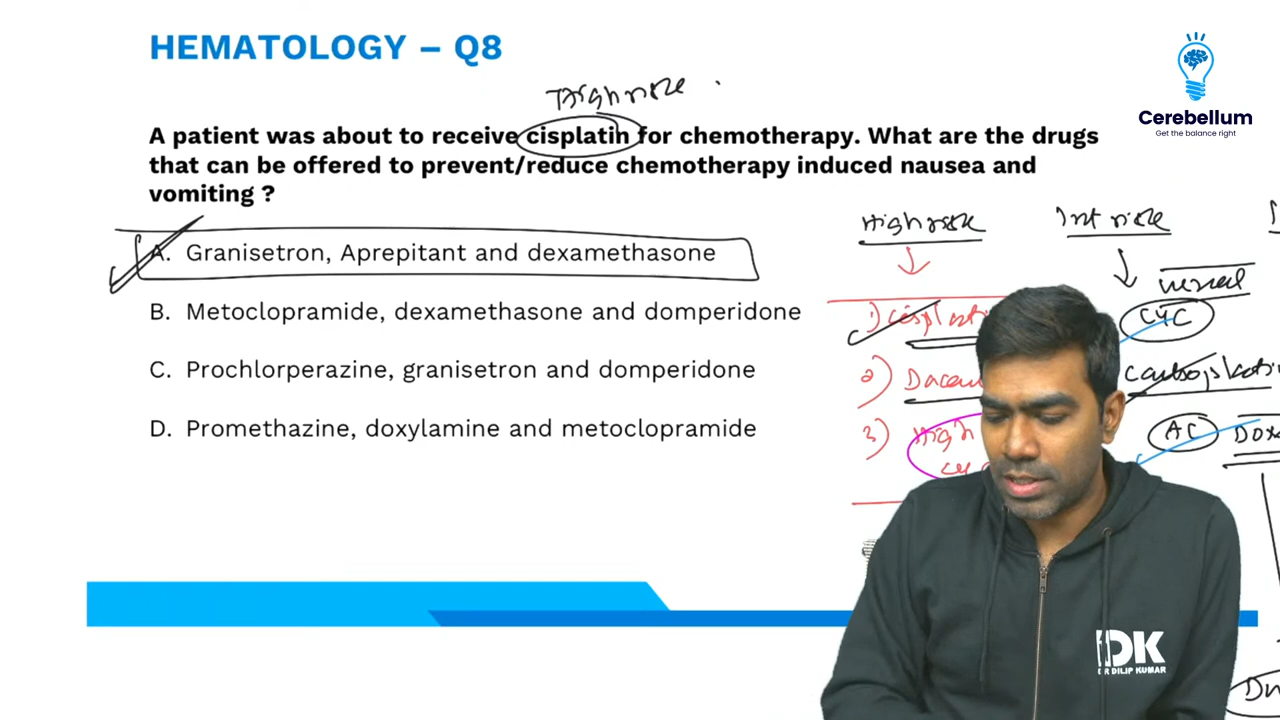 HEMATOLOGY – Q8
Cerebellum
Get the balance right
High risk
A patient was about to receive cisplatin for chemotherapy. What are the drugs
that can be offered to prevent/reduce chemotherapy induced nausea and
vomiting ?
A. Granisetron, Aprepitant and dexamethasone
B. Metoclopramide, dexamethasone and domperidone
C. Prochlorperazine, granisetron and domperidone
D. Promethazine, doxylamine and metoclopramide
High risk
Int risk
CYC
1)
2)
carboplatin
3) High
AC
DK
DR DILIP KUMAR